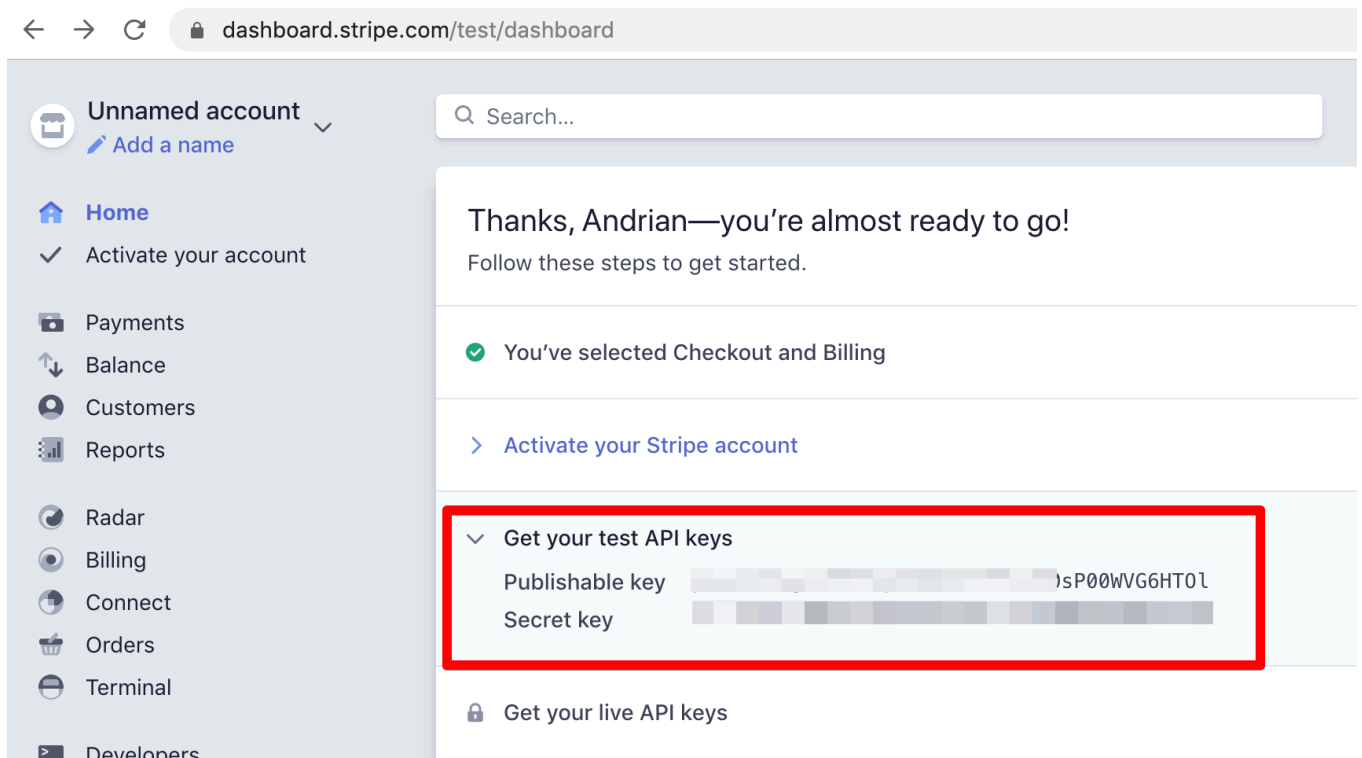 dashboard.stripe.com/test/dashboard
Unnamed account
Add a name
Search...
Home
Activate your account
Payments
Balance
Customers
Reports
Radar
Billing
Connect
Orders
Terminal
Developers
Thanks, Andrian—you’re almost ready to go!
Follow these steps to get started.
You’ve selected Checkout and Billing
Activate your Stripe account
Get your test API keys
Publishable key
Secret key
Get your live API keys